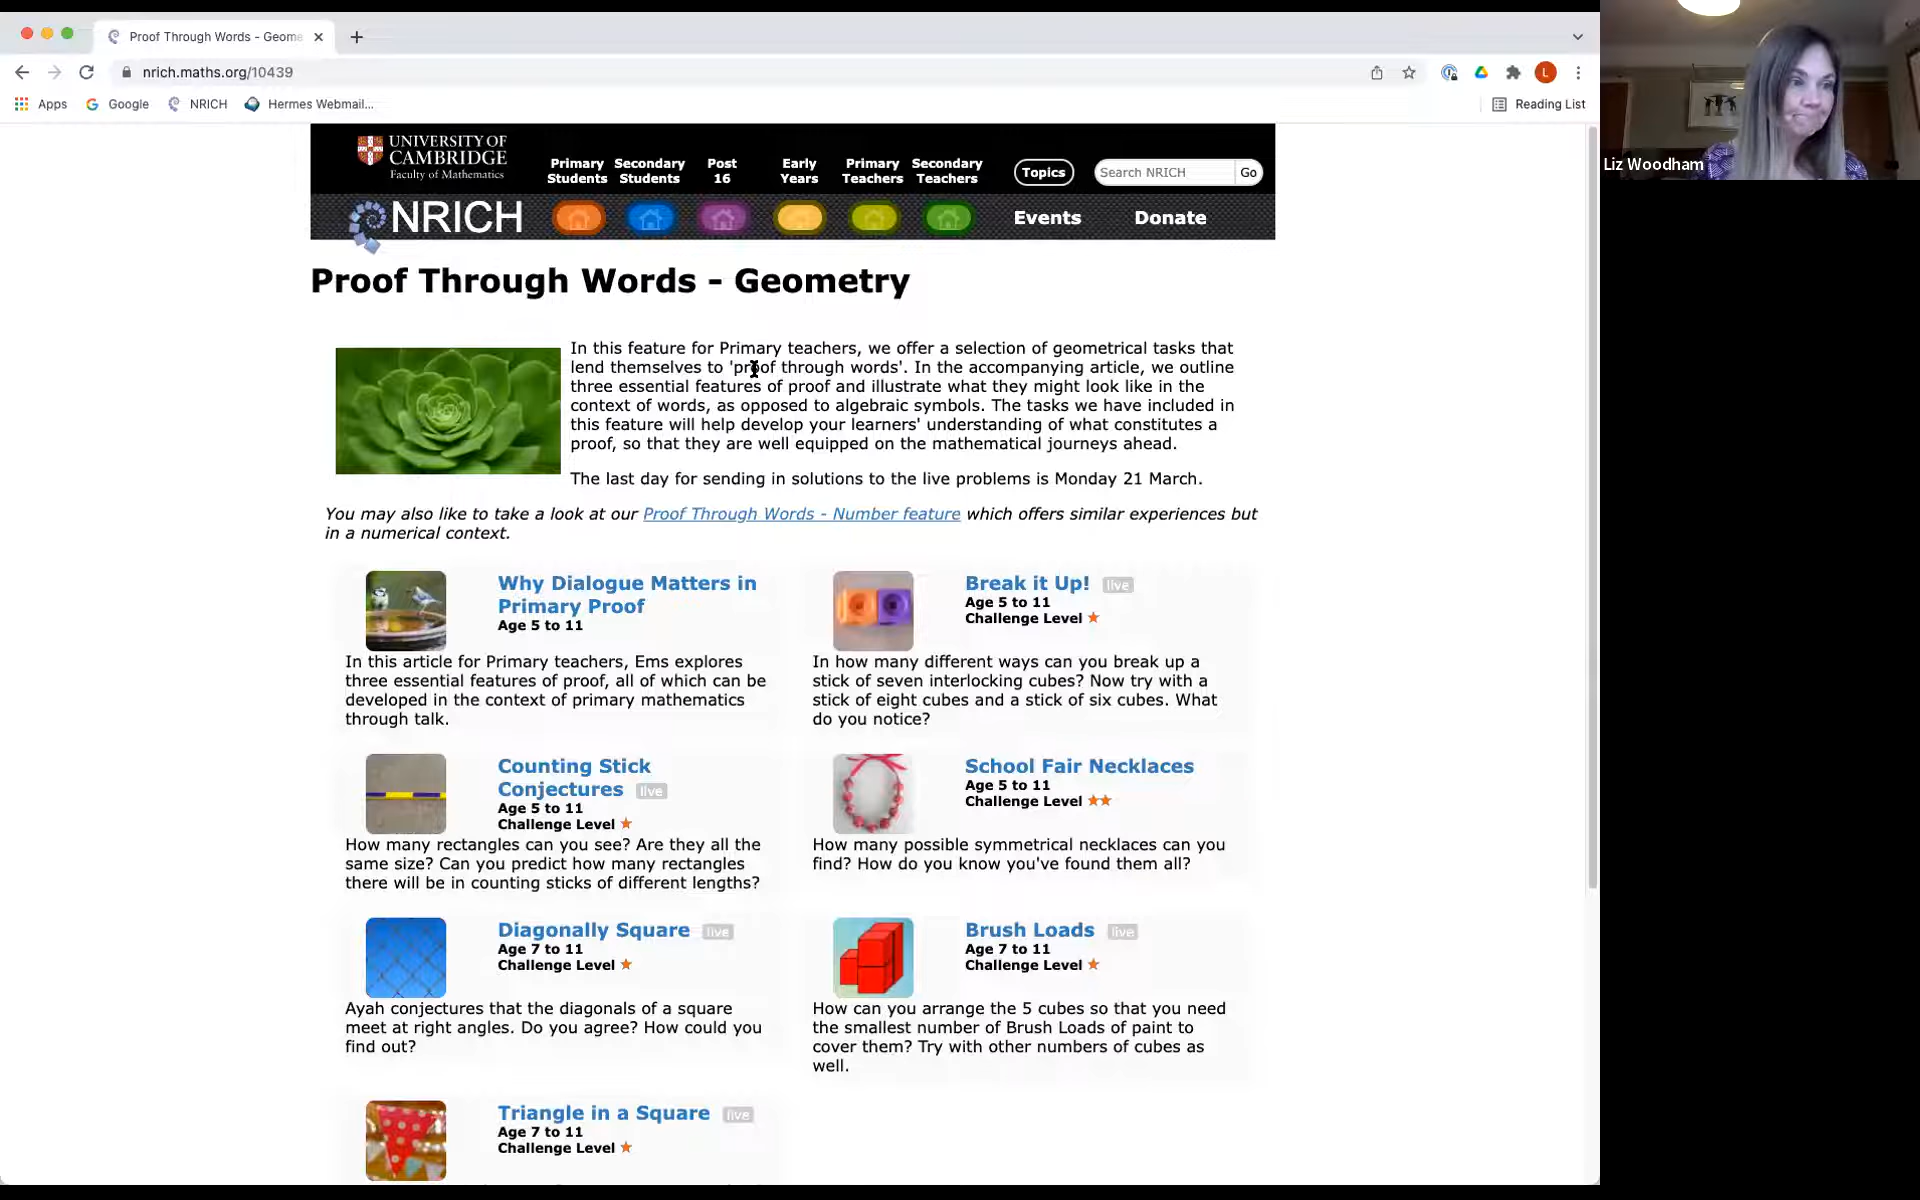 Proof Through Words - Geome
nrich.maths.org/10439
L
Apps
Google
NRICH
Hermes Webmail...
Reading List
UNIVERSITY OF
CAMBRIDGE
Faculty of Mathematics
Primary
Students
Secondary
Students
Post
16
Early
Years
Primary
Teachers
Secondary
Teachers
Topics
Search NRICH
Go
NRICH
Events
Donate
Liz Woodham
Proof Through Words - Geometry
In this feature for Primary teachers, we offer a selection of geometrical tasks that
lend themselves to 'proof through words'. In the accompanying article, we outline
three essential features of proof and illustrate what they might look like in the
context of words, as opposed to algebraic symbols. The tasks we have included in
this feature will help develop your learners' understanding of what constitutes a
proof, so that they are well equipped on the mathematical journeys ahead.
The last day for sending in solutions to the live problems is Monday 21 March.
You may also like to take a look at our Proof Through Words - Number feature which offers similar experiences but
in a numerical context.
Why Dialogue Matters in
Primary Proof
Age 5 to 11
In this article for Primary teachers, Ems explores
three essential features of proof, all of which can be
developed in the context of primary mathematics
through talk.
Break it Up! live
Age 5 to 11
Challenge Level
In how many different ways can you break up a
stick of seven interlocking cubes? Now try with a
stick of eight cubes and a stick of six cubes. What
do you notice?
Counting Stick
Conjectures live
Age 5 to 11
Challenge Level
How many rectangles can you see? Are they all the
same size? Can you predict how many rectangles
there will be in counting sticks of different lengths?
School Fair Necklaces
Age 5 to 11
Challenge Level
How many possible symmetrical necklaces can you
find? How do you know you've found them all?
Diagonally Square live
Age 7 to 11
Challenge Level
Ayah conjectures that the diagonals of a square
meet at right angles. Do you agree? How could you
find out?
Brush Loads live
Age 7 to 11
Challenge Level
How can you arrange the 5 cubes so that you need
the smallest number of Brush Loads of paint to
cover them? Try with other numbers of cubes as
well.
Triangle in a Square live
Age 7 to 11
Challenge Level